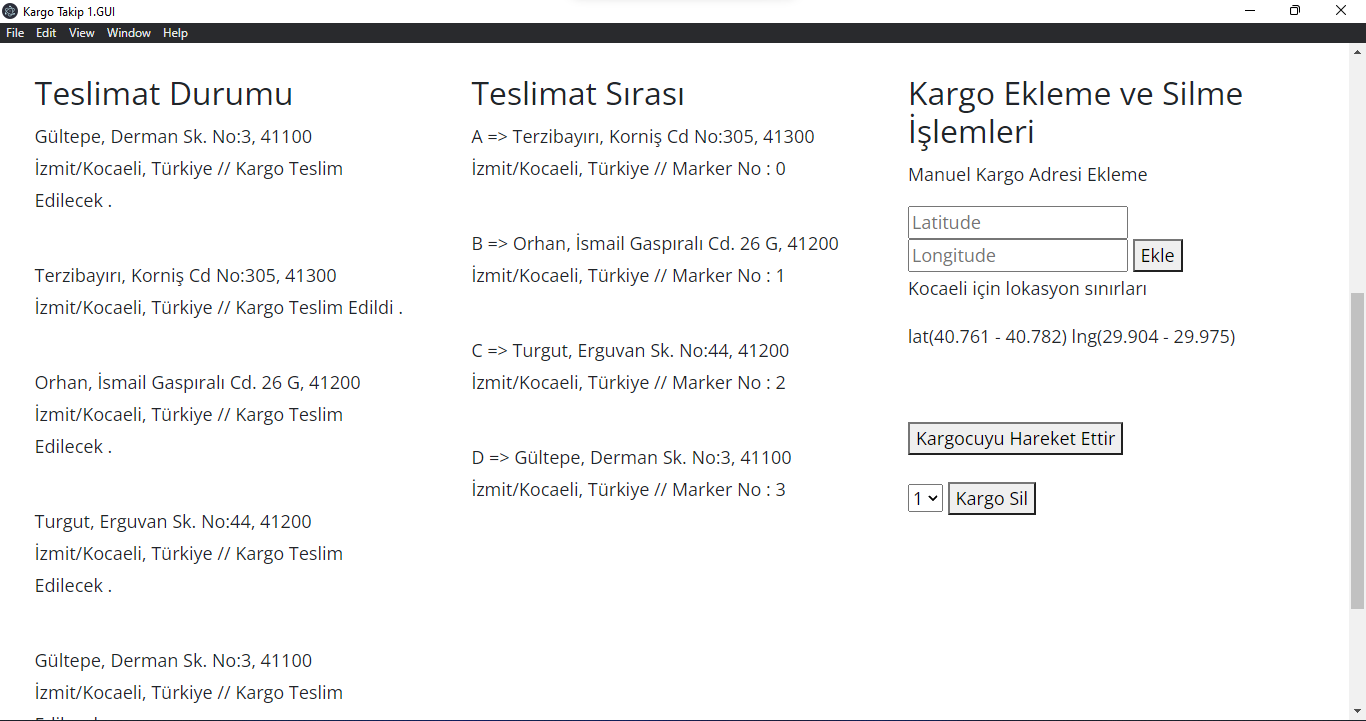 Kargo Takip 1.GUI
File Edit View Window Help
Teslimat Durumu
Gültepe, Derman Sk. No:3, 41100
İzmit/Kocaeli, Türkiye // Kargo Teslim
Edilecek .
Terzibayırı, Korniş Cd No:305, 41300
İzmit/Kocaeli, Türkiye // Kargo Teslim Edildi .
Orhan, İsmail Gaspıralı Cd. 26 G, 41200
İzmit/Kocaeli, Türkiye // Kargo Teslim
Edilecek .
Turgut, Erguvan Sk. No:44, 41200
İzmit/Kocaeli, Türkiye // Kargo Teslim
Edilecek .
Gültepe, Derman Sk. No:3, 41100
İzmit/Kocaeli, Türkiye // Kargo Teslim
Teslimat Sırası
A => Terzibayırı, Korniş Cd No:305, 41300
İzmit/Kocaeli, Türkiye // Marker No : 0
B => Orhan, İsmail Gaspıralı Cd. 26 G, 41200
İzmit/Kocaeli, Türkiye // Marker No : 1
C => Turgut, Erguvan Sk. No:44, 41200
İzmit/Kocaeli, Türkiye // Marker No : 2
D => Gültepe, Derman Sk. No:3, 41100
İzmit/Kocaeli, Türkiye // Marker No : 3
Kargo Ekleme ve Silme
İşlemleri
Manuel Kargo Adresi Ekleme
Latitude
Longitude Ekle
Kocaeli için lokasyon sınırları
lat(40.761 - 40.782) lng(29.904 - 29.975)
Kargocuyu Hareket Ettir
1 Kargo Sil